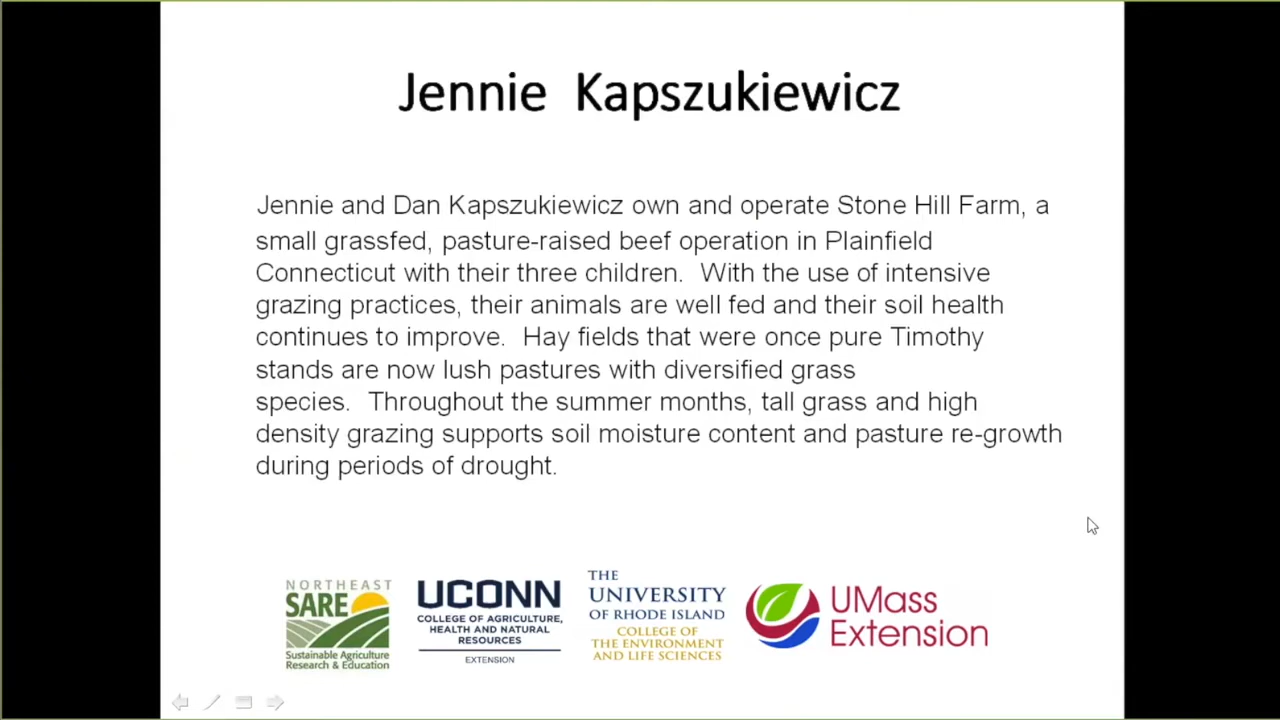 Jennie Kapszukiewicz
Jennie and Dan Kapszukiewicz own and operate Stone Hill Farm, a
small grassfed, pasture-raised beef operation in Plainfield
Connecticut with their three children. With the use of intensive
grazing practices, their animals are well fed and their soil health
continues to improve. Hay fields that were once pure Timothy
stands are now lush pastures with diversified grass
species. Throughout the summer months, tall grass and high
density grazing supports soil moisture content and pasture re-growth
during periods of drought.
NORTHEAST
SARE
Sustainable Agriculture
Research & Education
UCONN
COLLEGE OF AGRICULTURE,
HEALTH AND NATURAL
RESOURCES
EXTENSION
THE
UNIVERSITY
OF RHODE ISLAND
COLLEGE OF
THE ENVIRONMENT
AND LIFE SCIENCES
UMass
Extension